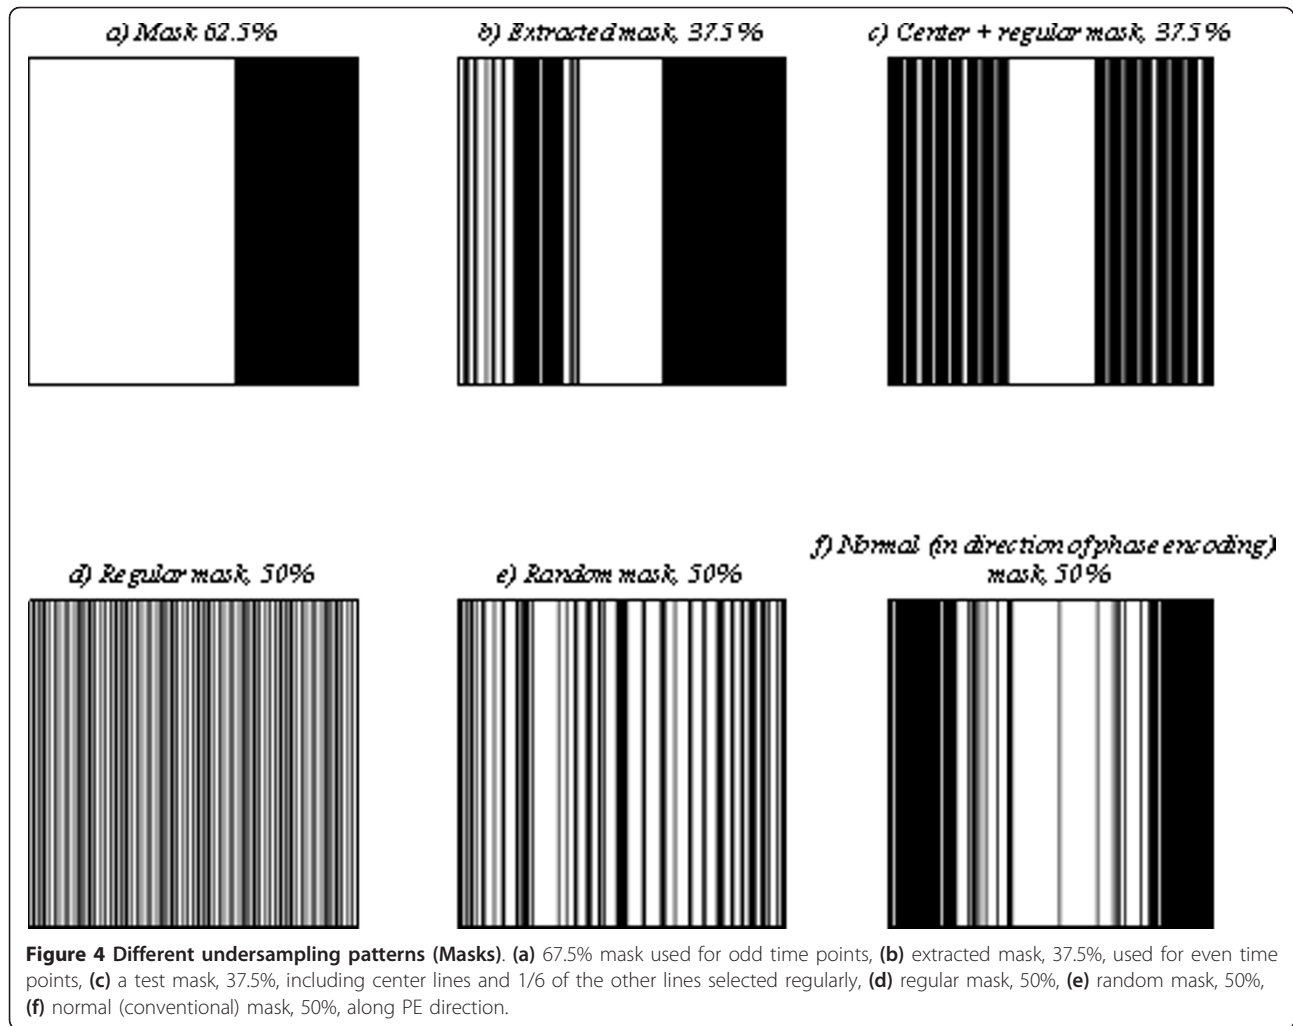 a) Mask 62.5%
b) Extracted mask, 37.5%
c) Center + regular mask, 37.5%
d) Regular mask, 50%
e) Random mask, 50%
f) Normal (in direction of phase encoding)
mask, 50%
Figure 4 Different undersampling patterns (Masks). (a) 67.5% mask used for odd time points, (b) extracted mask, 37.5%, used for even time
points, (c) a test mask, 37.5%, including center lines and 1/6 of the other lines selected regularly, (d) regular mask, 50%, (e) random mask, 50%,
(f) normal (conventional) mask, 50%, along PE direction.